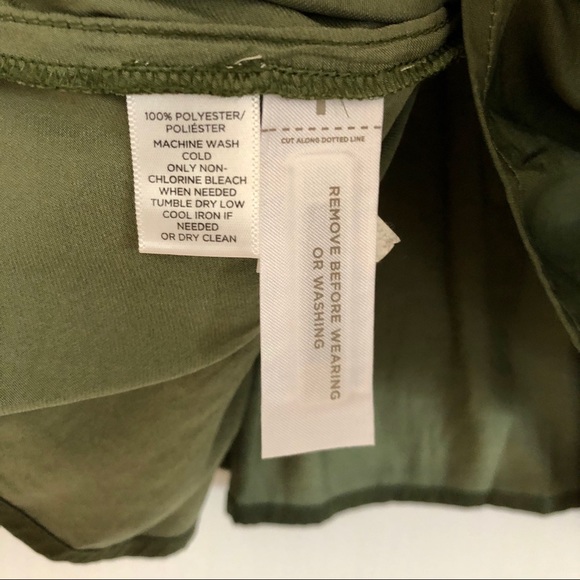 100% POLYESTER/
POLIÉSTER
MACHINE WASH
COLD
ONLY NON-
CHLORINE BLEACH
WHEN NEEDED
TUMBLE DRY LOW
COOL IRON IF
NEEDED
OR DRY CLEAN
CUT ALONG DOTTED LINE
REMOVE BEFORE WEARING
OR WASHING